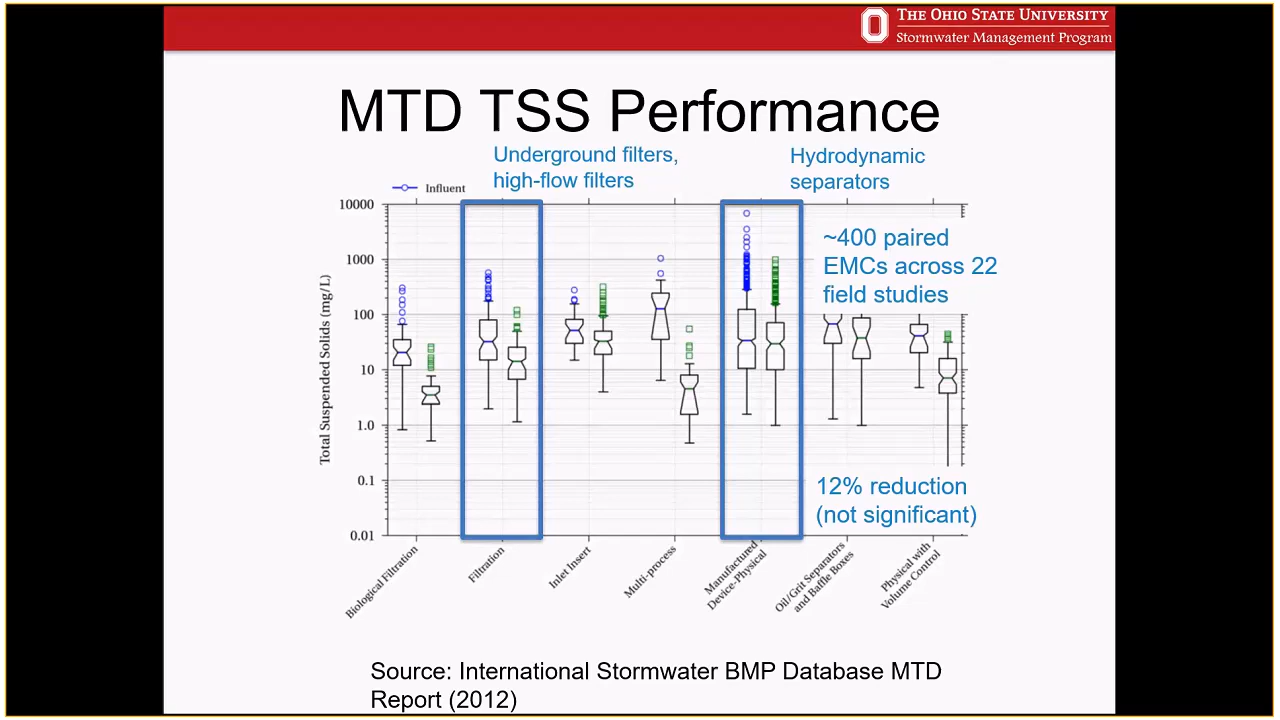 THE OHIO STATE UNIVERSITY
Stormwater Management Program
MTD TSS Performance
Underground filters,
high-flow filters
Hydrodynamic
separators
Influent
10000
1000
100
10
1.0
0.1
0.01
Total Suspended Solids (mg/L)
~400 paired
EMCs across 22
field studies
12% reduction
(not significant)
Biological Filtration
Filtration
Inlet Insert
Multi-process
Manufactured
Device-Physical
Oil/Grit Separators
and Baffle Boxes
Physical with
Volume Control
Source: International Stormwater BMP Database MTD
Report (2012)